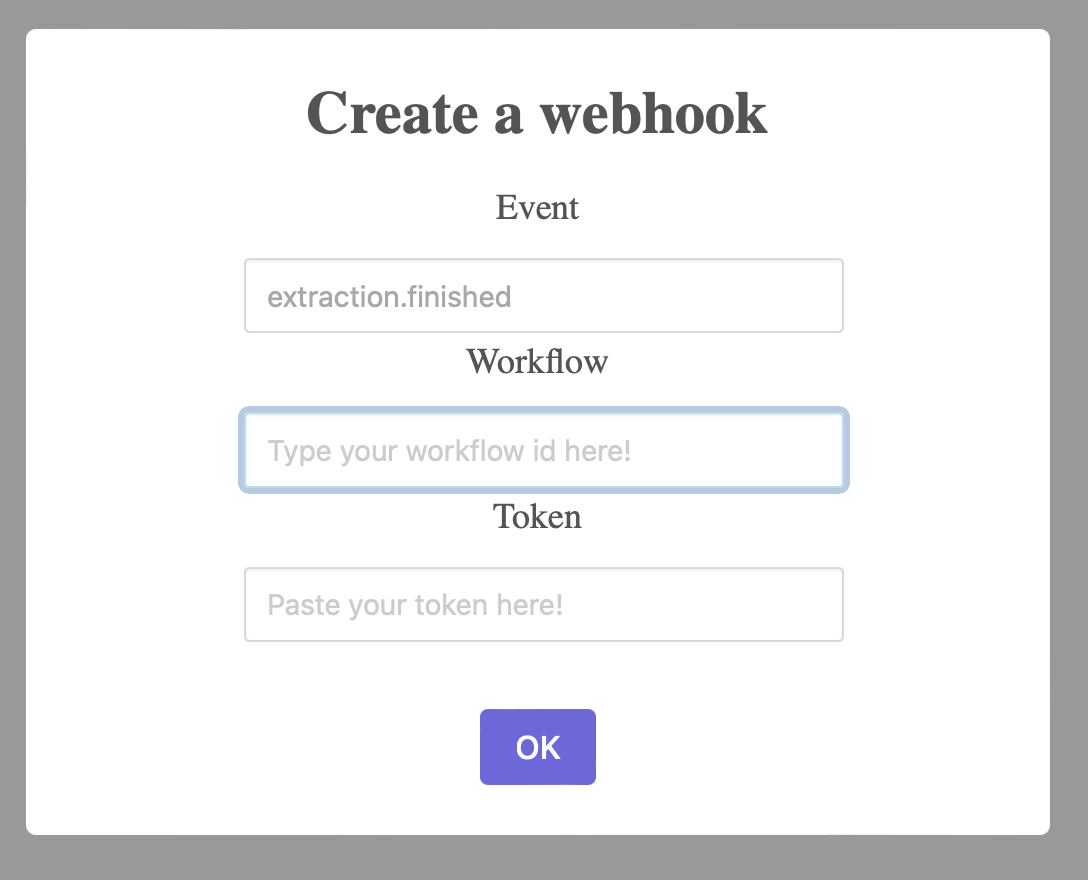 Create a webhook
Event
extraction.finished
Workflow
Type your workflow id here!
Token
Paste your token here!
OK